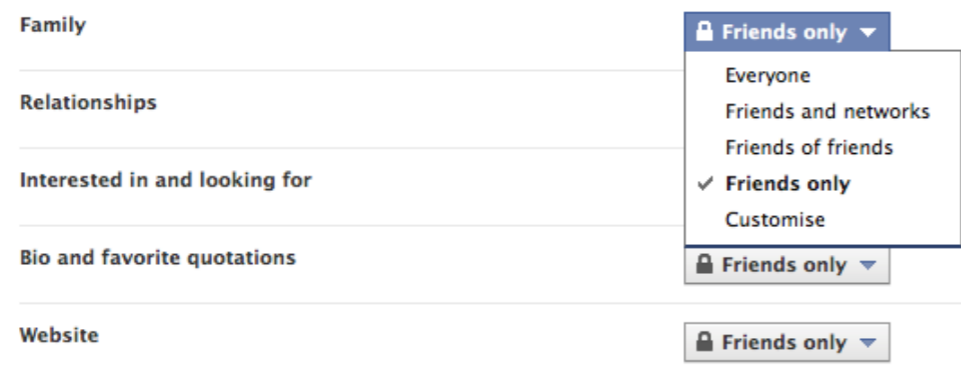 Family
Friends only
Everyone
Relationships
Friends and networks
Friends of friends
Interested in and looking for
Friends only
Customise
Bio and favorite quotations
Friends only
Website
Friends only